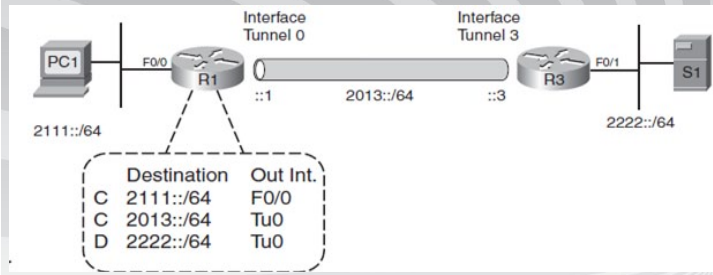 Interface
Tunnel 0
Interface
Tunnel 3
PC1
F0/0
R1
R3
F0/1
S1
::1
2013::/64
::3
2111::/64
2222::/64
Destination Out Int.
C 2111::/64 F0/0
C 2013::/64 Tu0
D 2222::/64 Tu0